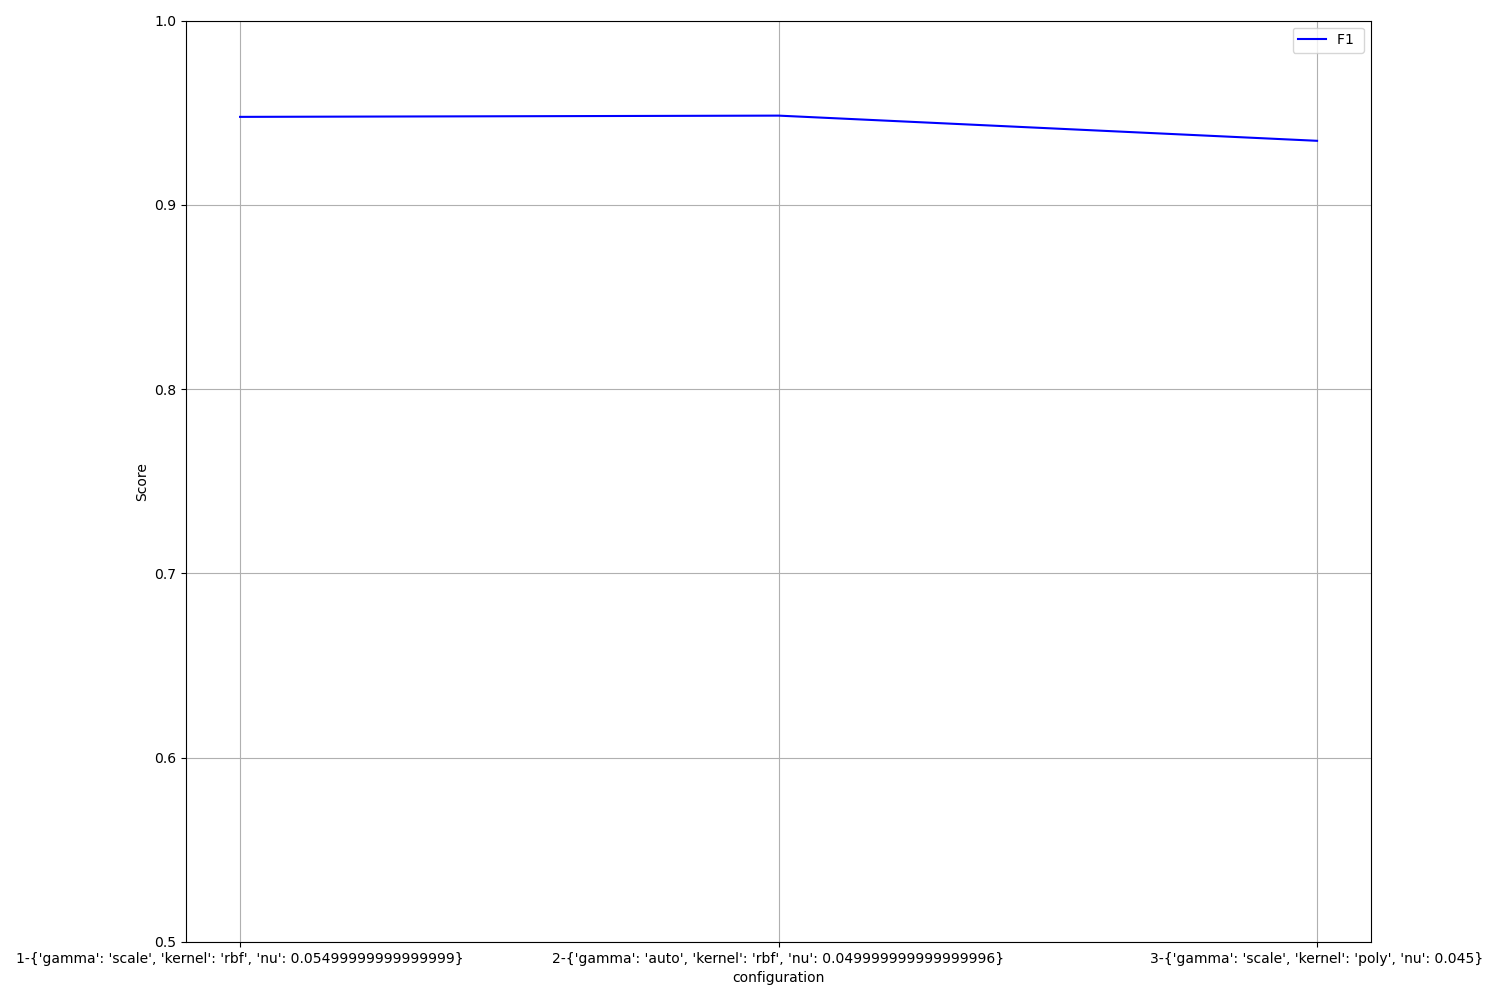 1.0
F1
0.9
0.8
0.7
0.6
0.5
Score
1-{'gamma': 'scale', 'kernel': 'rbf', 'nu': 0.05499999999999999}
2-{'gamma': 'auto', 'kernel': 'rbf', 'nu': 0.049999999999999996}
3-{'gamma': 'scale', 'kernel': 'poly', 'nu': 0.045}
configuration